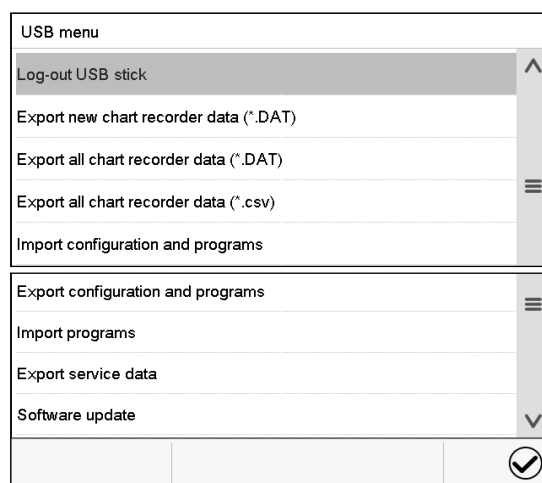 USB menu
Log-out USB stick
Export new chart recorder data (*.DAT)
Export all chart recorder data (*.DAT)
Export all chart recorder data (*.csv)
Import configuration and programs
Export configuration and programs
Import programs
Export service data
Software update